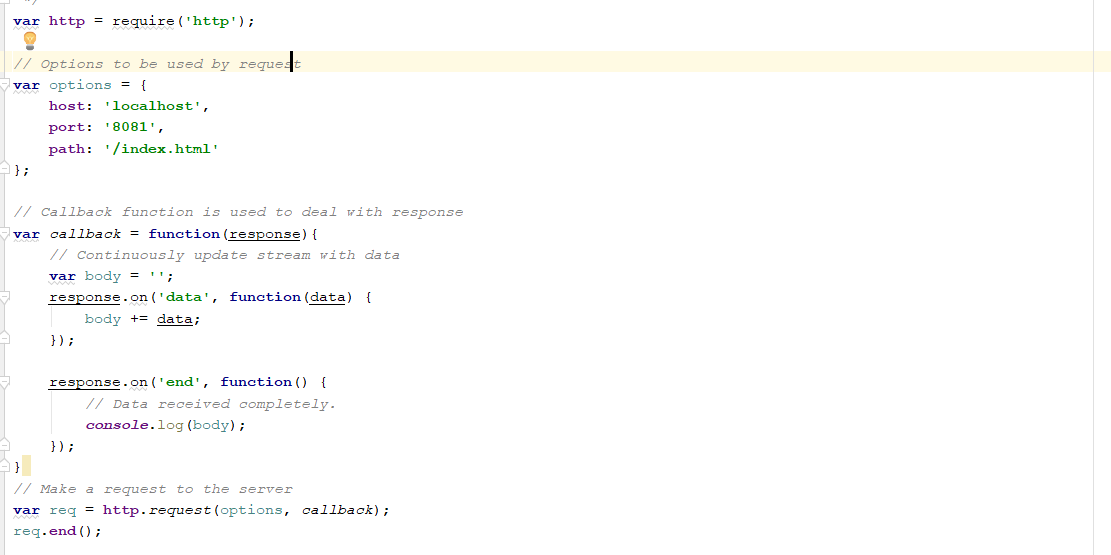 */
var http = require('http');
// Options to be used by request
var options = {
    host: 'localhost',
    port: '8081',
    path: '/index.html'
};
// Callback function is used to deal with response
var callback = function(response){
    // Continuously update stream with data
    var body = '';
    response.on('data', function(data) {
        body += data;
    });
    response.on('end', function() {
        // Data received completely.
        console.log(body);
    });
}
// Make a request to the server
var req = http.request(options, callback);
req.end();